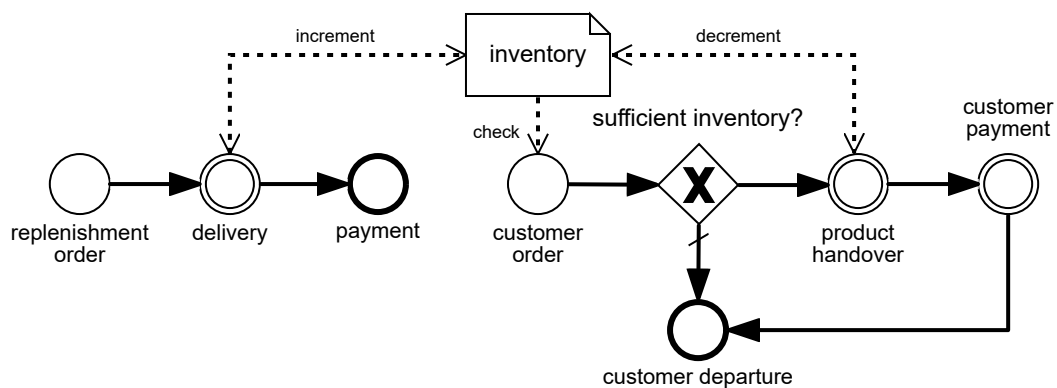 increment
inventory
decrement
check
sufficient inventory?
customer
payment
replenishment
order
delivery
payment
customer
order
X
product
handover
customer departure